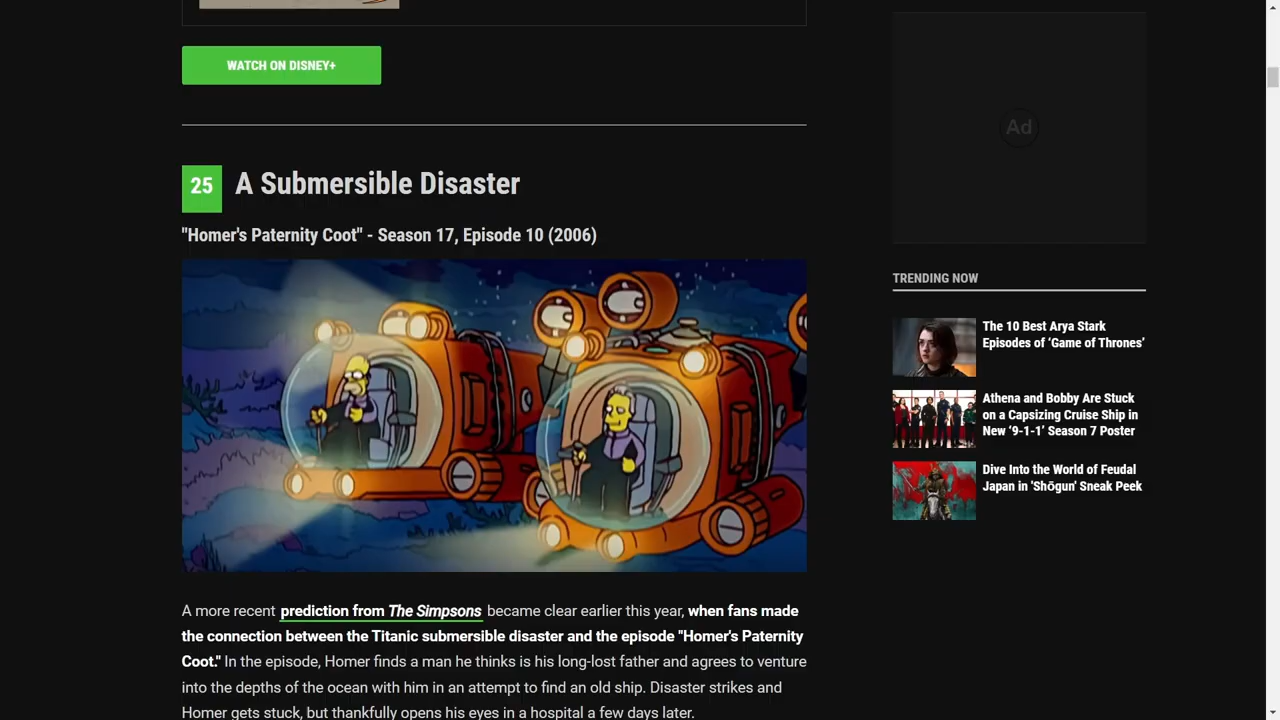 WATCH ON DISNEY+
25 A Submersible Disaster
"Homer's Paternity Coot" - Season 17, Episode 10 (2006)
A more recent prediction from The Simpsons became clear earlier this year, when fans made
the connection between the Titanic submersible disaster and the episode "Homer's Paternity
Coot." In the episode, Homer finds a man he thinks is his long-lost father and agrees to venture
into the depths of the ocean with him in an attempt to find an old ship. Disaster strikes and
Homer gets stuck, but thankfully opens his eyes in a hospital a few days later.
Ad
TRENDING NOW
The 10 Best Arya Stark
Episodes of ‘Game of Thrones’
Athena and Bobby Are Stuck
on a Capsizing Cruise Ship in
New ‘9-1-1’ Season 7 Poster
Dive Into the World of Feudal
Japan in 'Shōgun' Sneak Peek